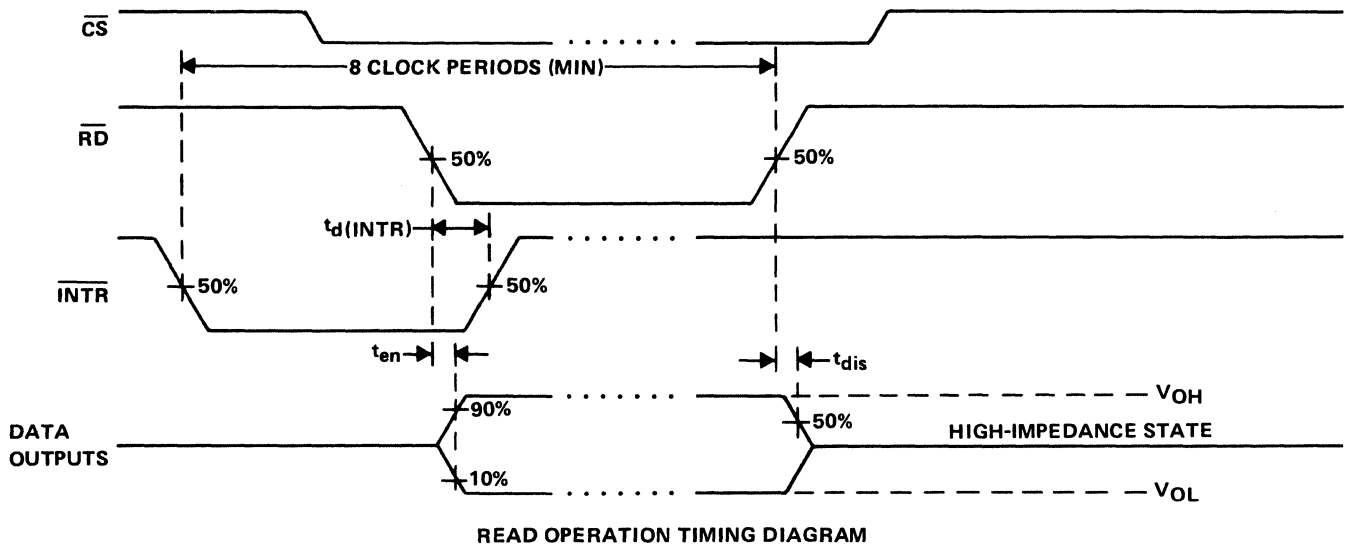 CS
8 CLOCK PERIODS (MIN)
RD
50%
50%
td(INTR)
INTR
50%
50%
ten
tdis
VOH
90%
50%
DATA
OUTPUTS
HIGH-IMPEDANCE STATE
10%
VOL
READ OPERATION TIMING DIAGRAM